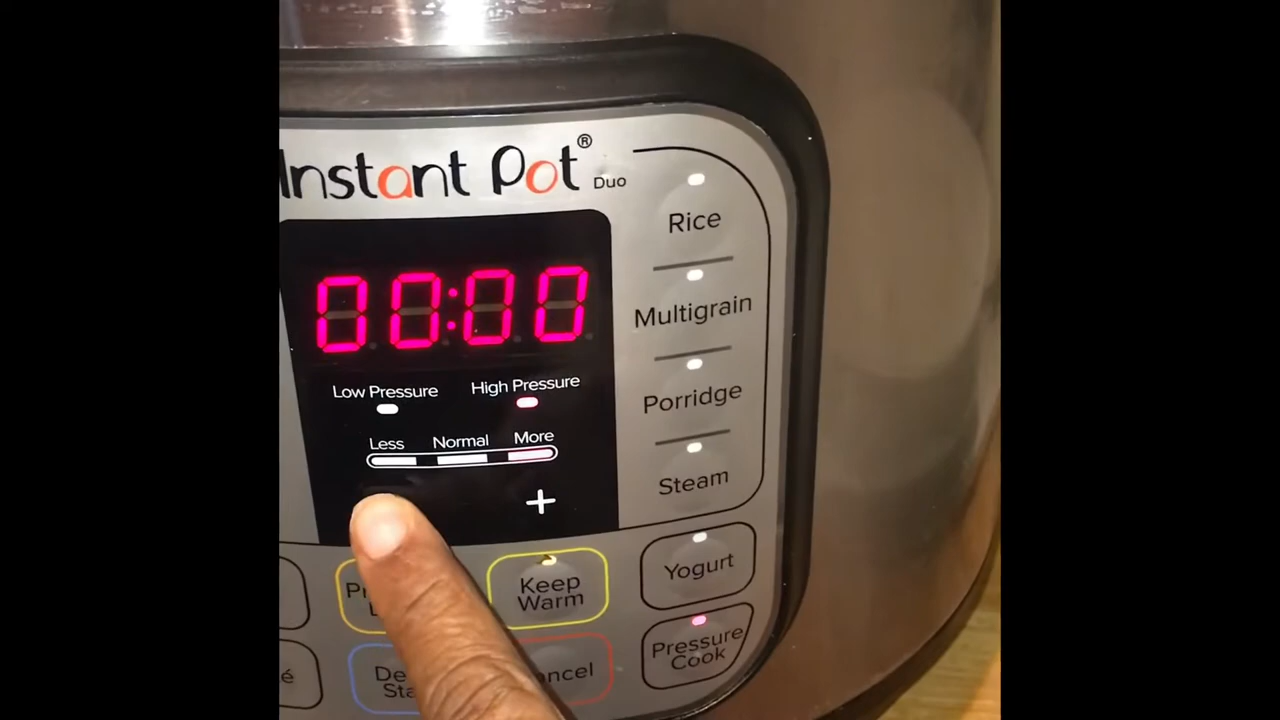 Instant Pot® Duo
00:00
Low Pressure High Pressure
Less Normal More
+
Rice
Multigrain
Porridge
Steam
Yogurt
Keep
Warm
Pressure
Cook